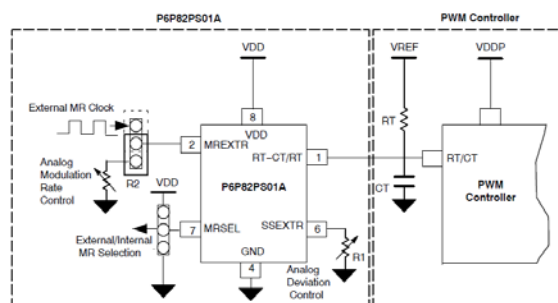 P6P82PS01A
PWM Controller
VDD
VREF
VDDP
External MR Clock
8
VDD
RT
2
MREXTR
RT-CT/RT
1
RT/CT
Analog
Modulation
Rate
Control
R2
VDD
P6P82PS01A
CT
PWM
Controller
7
MRSEL
SSEXTR
6
External/Internal
MR Selection
GND
4
Analog
Deviation
Control
R1